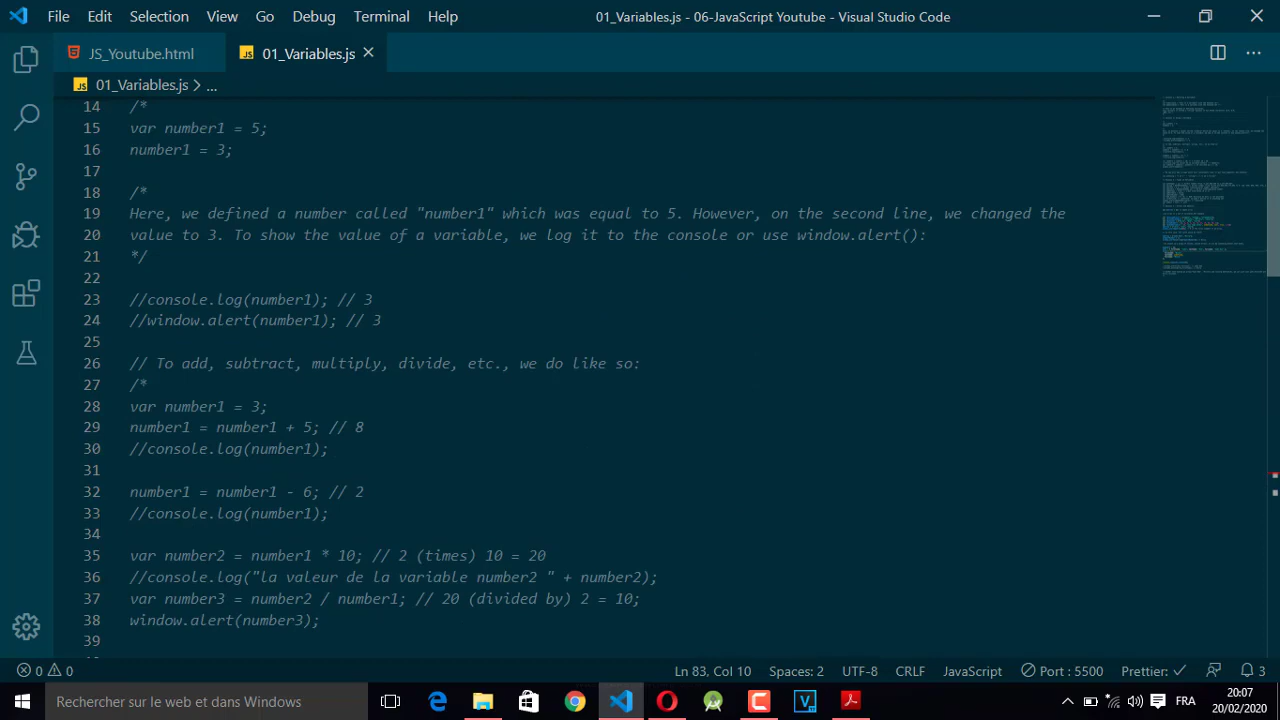 File Edit Selection View Go Debug Terminal Help 01_Variables.js - 06-JavaScript Youtube - Visual Studio Code
JS_Youtube.html JS 01_Variables.js
JS 01_Variables.js > ...
14 /*
15 var number1 = 5;
16 number1 = 3;
17
18 /*
19 Here, we defined a number called "number1" which was equal to 5. However, on the second line, we changed the
20 value to 3. To show the value of a variable, we log it to the console or use window.alert()
21 */
22
23 //console.log(number1); // 3
24 //window.alert(number1); // 3
25
26 // To add, subtract, multiply, divide, etc., we do like so:
27 /*
28 var number1 = 3;
29 number1 = number1 + 5; // 8
30 //console.log(number1);
31
32 number1 = number1 - 6; // 2
33 //console.log(number1);
34
35 var number2 = number1 * 10; // 2 (times) 10 = 20
36 //console.log("la valeur de la variable number2 " + number2);
37 var number3 = number2 / number1; // 20 (divided by) 2 = 10;
38 window.alert(number3);
39
0 0 Ln 83, Col 10 Spaces: 2 UTF-8 CRLF JavaScript Port : 5500 Prettier: ✓ 3
Rechercher sur le web et dans Windows FRA 20:07
20/02/2020